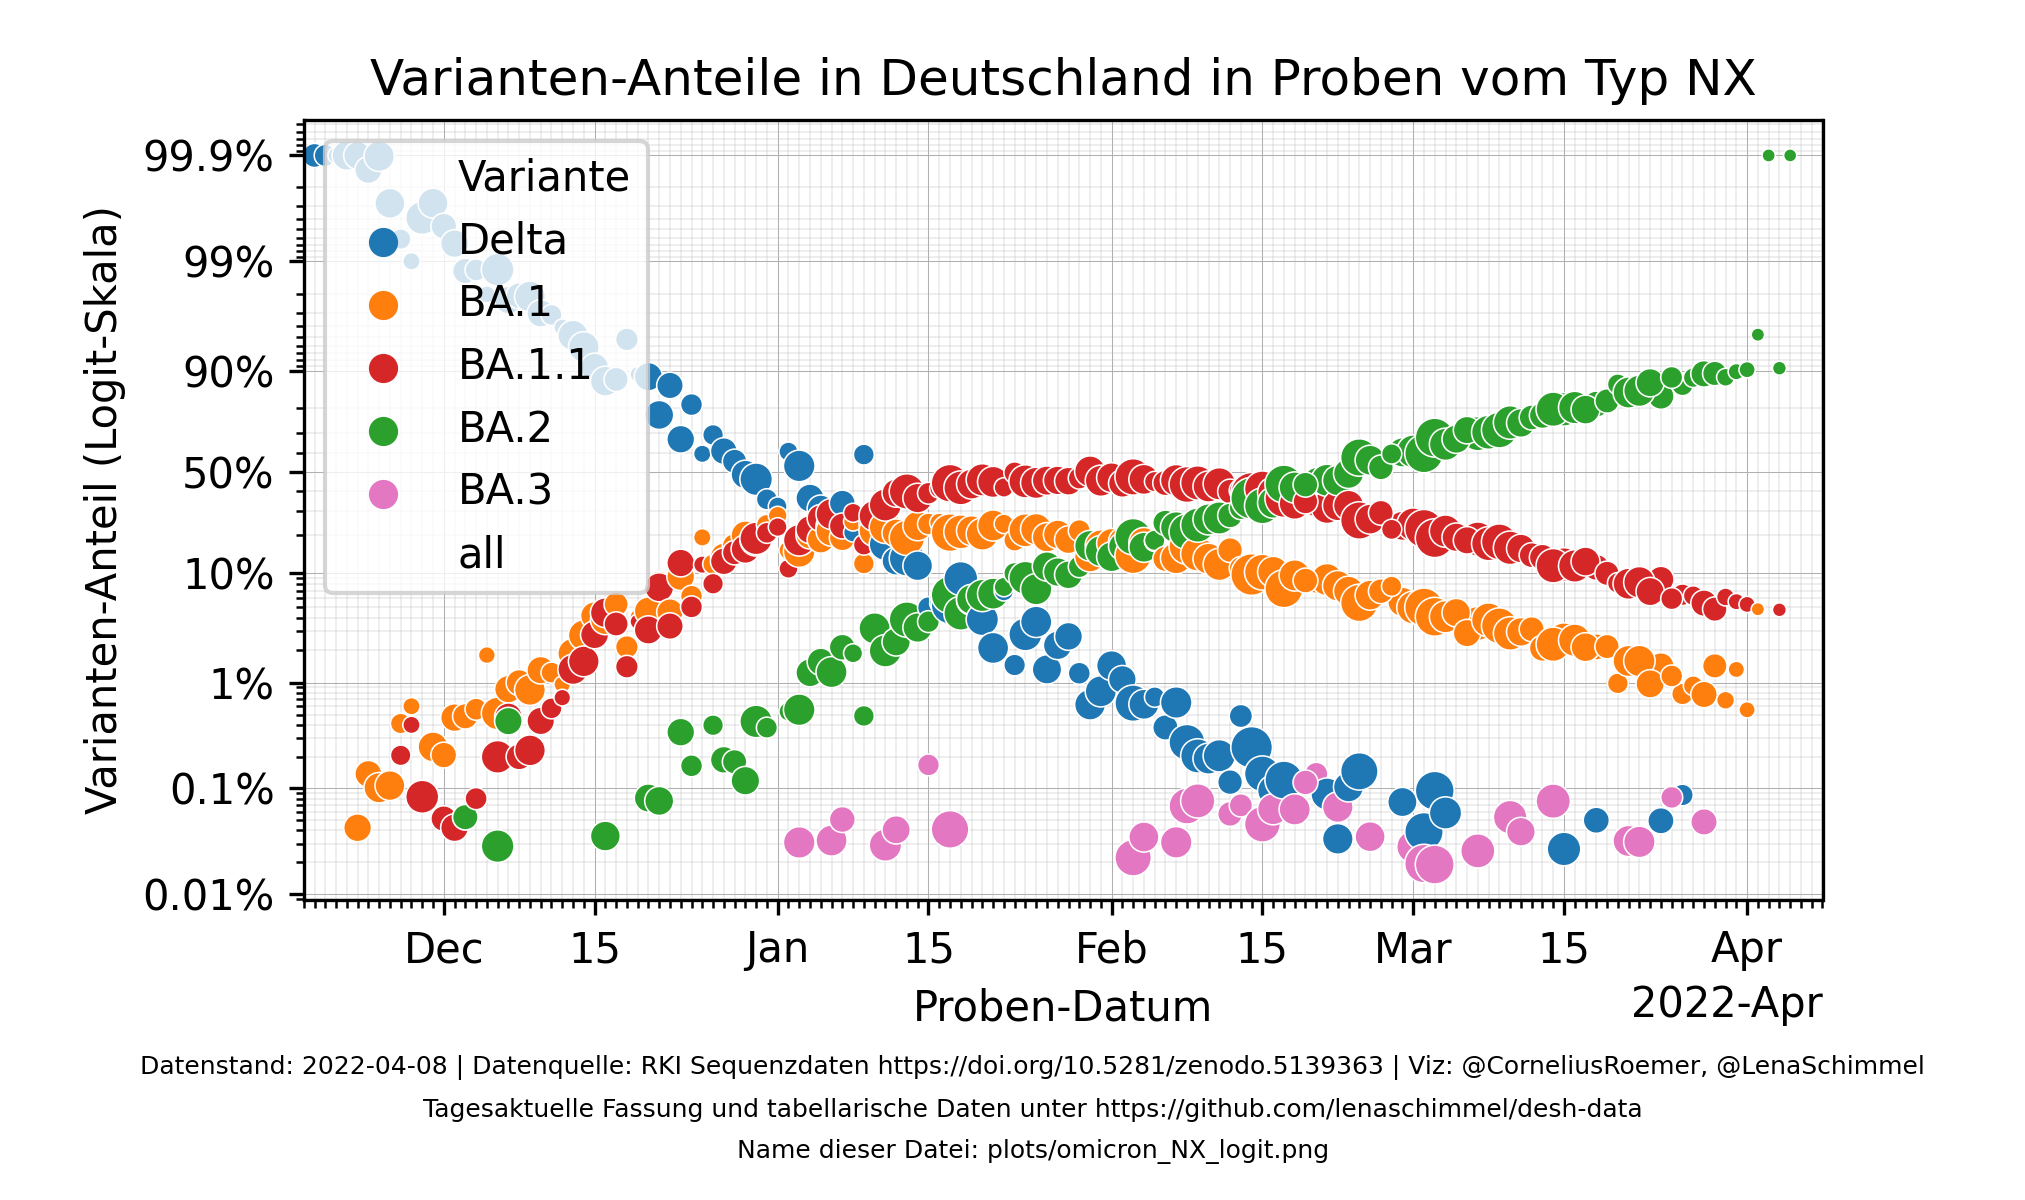 Varianten-Anteile in Deutschland in Proben vom Typ NX
Varianten-Anteil (Logit-Skala)
99.9%
99%
90%
50%
10%
1%
0.1%
0.01%
Variante
Delta
BA.1
BA.1.1
BA.2
BA.3
all
Dec 15 Jan 15 Feb 15 Mar 15 Apr
Proben-Datum
2022-Apr
Datenstand: 2022-04-08 | Datenquelle: RKI Sequenzdaten https://doi.org/10.5281/zenodo.5139363 | Viz: @CorneliusRoemer, @LenaSchimmel
Tagesaktuelle Fassung und tabellarische Daten unter https://github.com/lenaschimmel/desh-data
Name dieser Datei: plots/omicron_NX_logit.png